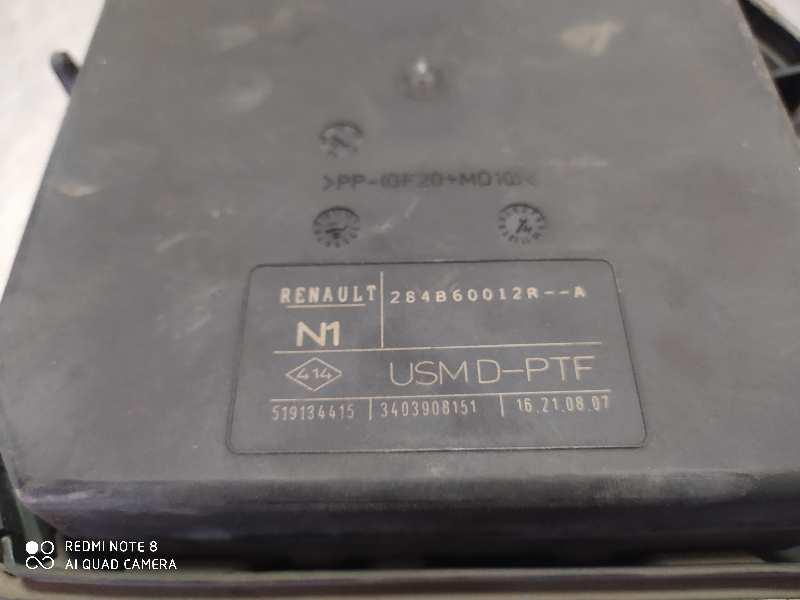 >PP-(GF20+MD10)<
RENAULT 284B60012R--A
N1
414 USM D-PTF
519134415 3403908151 16.21.08.07
REDMI NOTE 8
AI QUAD CAMERA